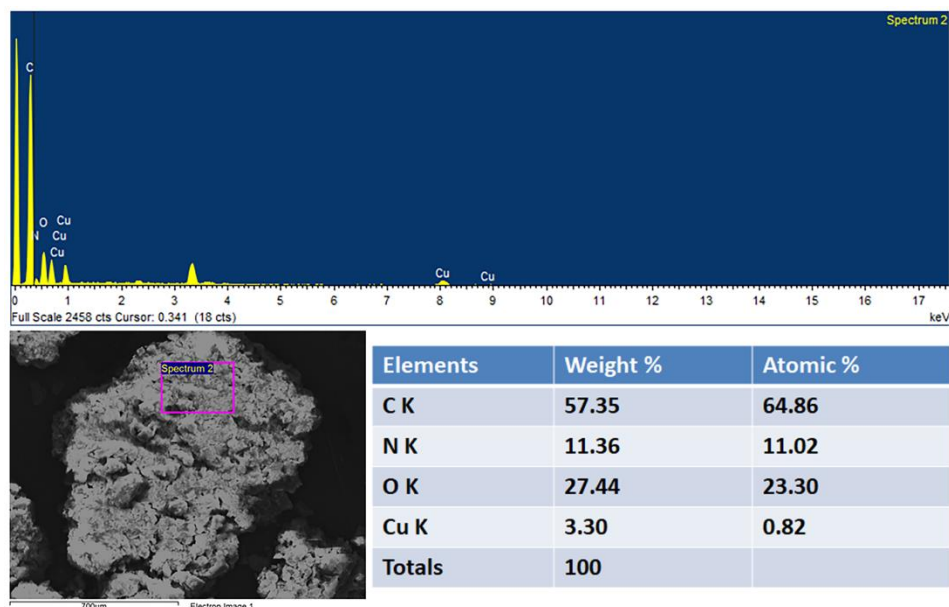 Spectrum 2
C
O
Cu
N
Cu
Cu
Cu
Cu
0 1 2 3 4 5 6 7 8 9 10 11 12 13 14 15 16 17
Full Scale 2458 cts Cursor: 0.341 (18 cts)
keV
Spectrum 2
700µm
Electron Image 1
Elements Weight % Atomic %
C K 57.35 64.86
N K 11.36 11.02
O K 27.44 23.30
Cu K 3.30 0.82
Totals 100